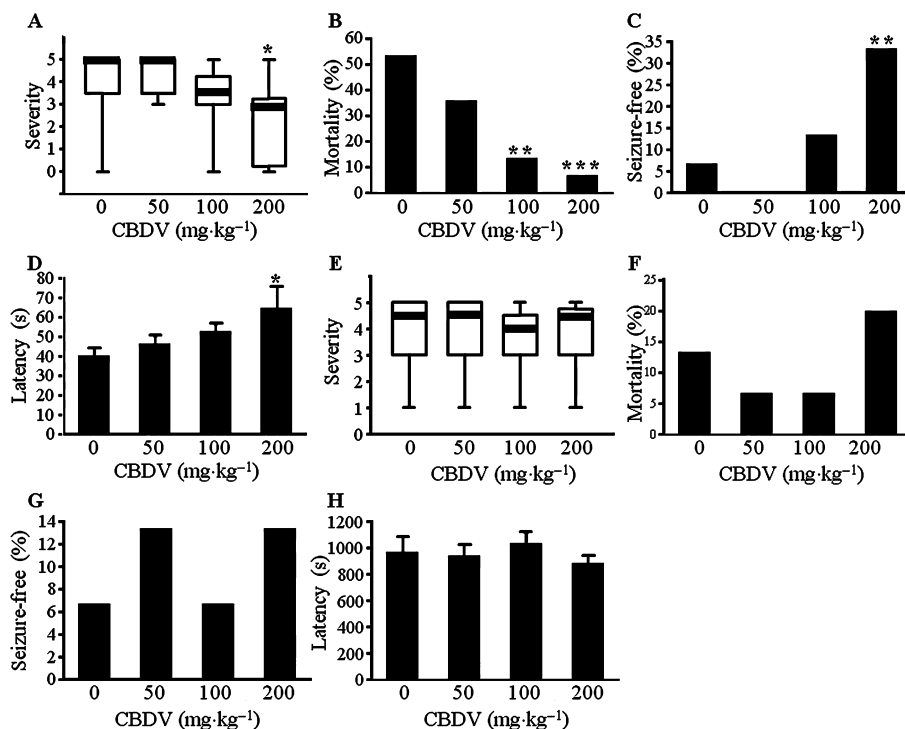 A
Severity
5
4
3
2
1
0
*
0 50 100 200
CBDV (mg·kg⁻¹)
B
Mortality (%)
60
50
40
30
20
10
0
**
***
0 50 100 200
CBDV (mg·kg⁻¹)
C
Seizure-free (%)
35
30
25
20
15
10
5
0
**
0 50 100 200
CBDV (mg·kg⁻¹)
D
Latency (s)
80
70
60
50
40
30
20
10
0
*
0 50 100 200
CBDV (mg·kg⁻¹)
E
Severity
5
4
3
2
1
0 50 100 200
CBDV (mg·kg⁻¹)
F
Mortality (%)
25
20
15
10
5
0
0 50 100 200
CBDV (mg·kg⁻¹)
G
Seizure-free (%)
14
12
10
8
6
4
2
0
0 50 100 200
CBDV (mg·kg⁻¹)
H
Latency (s)
1200
1000
800
600
400
200
0
0 50 100 200
CBDV (mg·kg⁻¹)